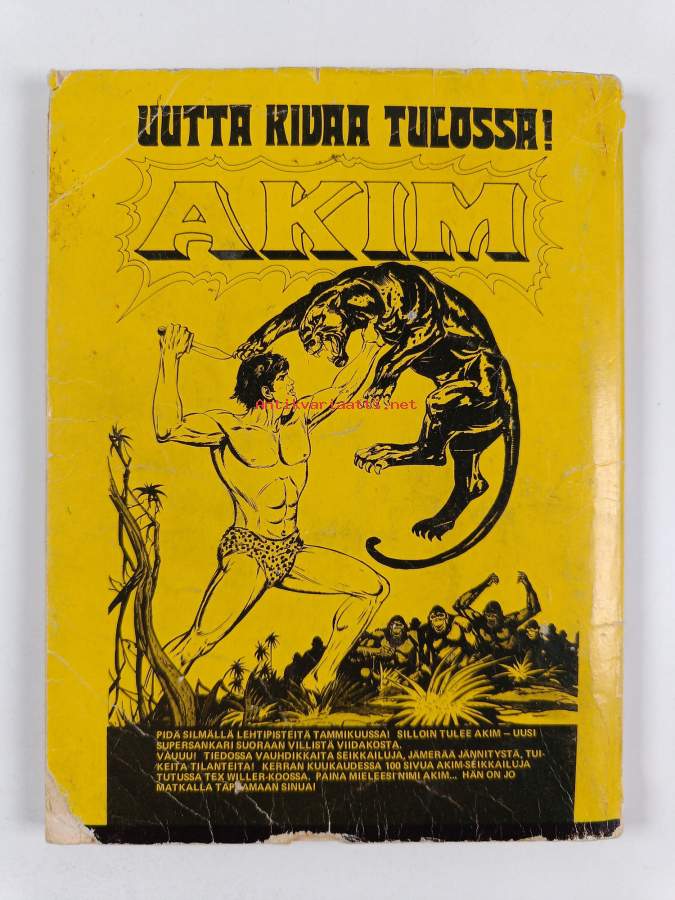 UUTTA KIVAA TULOSSA!
AKIM
Antikvariaatti.net
PIDÄ SILMÄLLÄ LEHTIPISTEITÄ TAMMIKUUSSA! SILLOIN TULEE AKIM – UUSI
SUPERSANKARI SUORAAN VILLISTÄ VIIDAKOSTA.
VAUUU! TIEDOSSA VAUHDIKKAITA SEIKKAILUJA, JÄMERÄÄ JÄNNITYSTÄ, TUI-
KEITA TILANTEITA! KERRAN KUUKAUDESSA 100 SIVUA AKIM-SEIKKAILUJA
TUTUSSA TEX WILLER-KOOSSA. PAINA MIELEESI NIMI AKIM... HÄN ON JO
MATKALLA TAPAAMAAN SINUA!